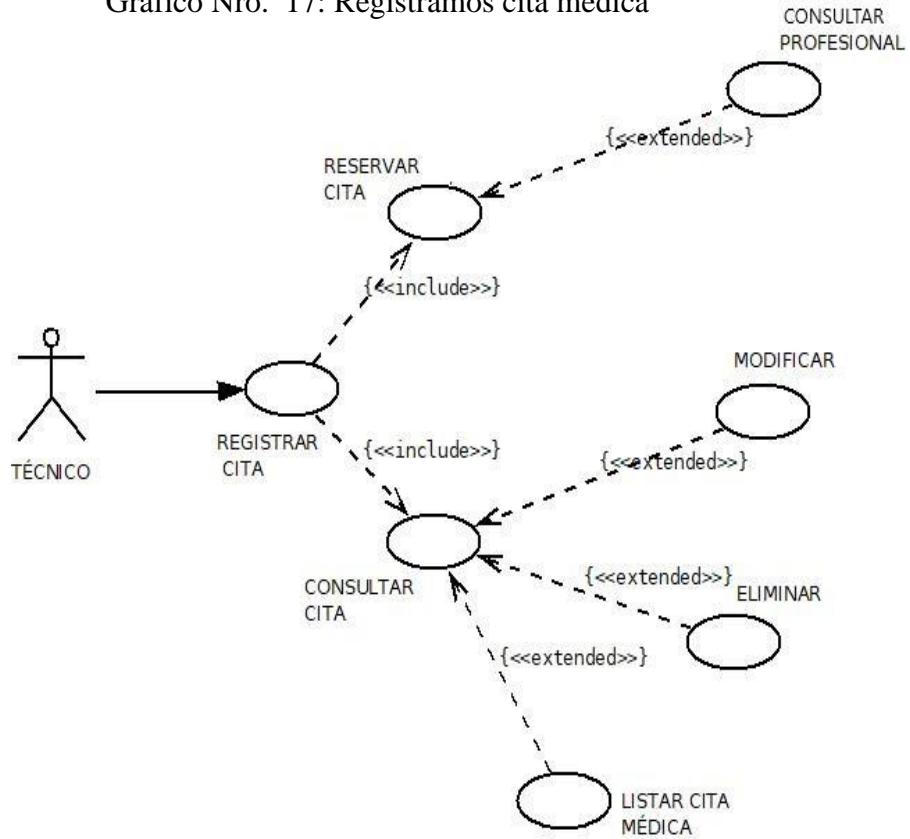 Gráfico Nro. 17: Registramos cita médica
CONSULTAR
PROFESIONAL
{<<extended>>}
RESERVAR
CITA
{<<include>>}
MODIFICAR
REGISTRAR
CITA
{<<include>>}
TÉCNICO
{<<extended>>}
CONSULTAR
CITA
{<<extended>>}
ELIMINAR
{<<extended>>}
LISTAR CITA
MÉDICA